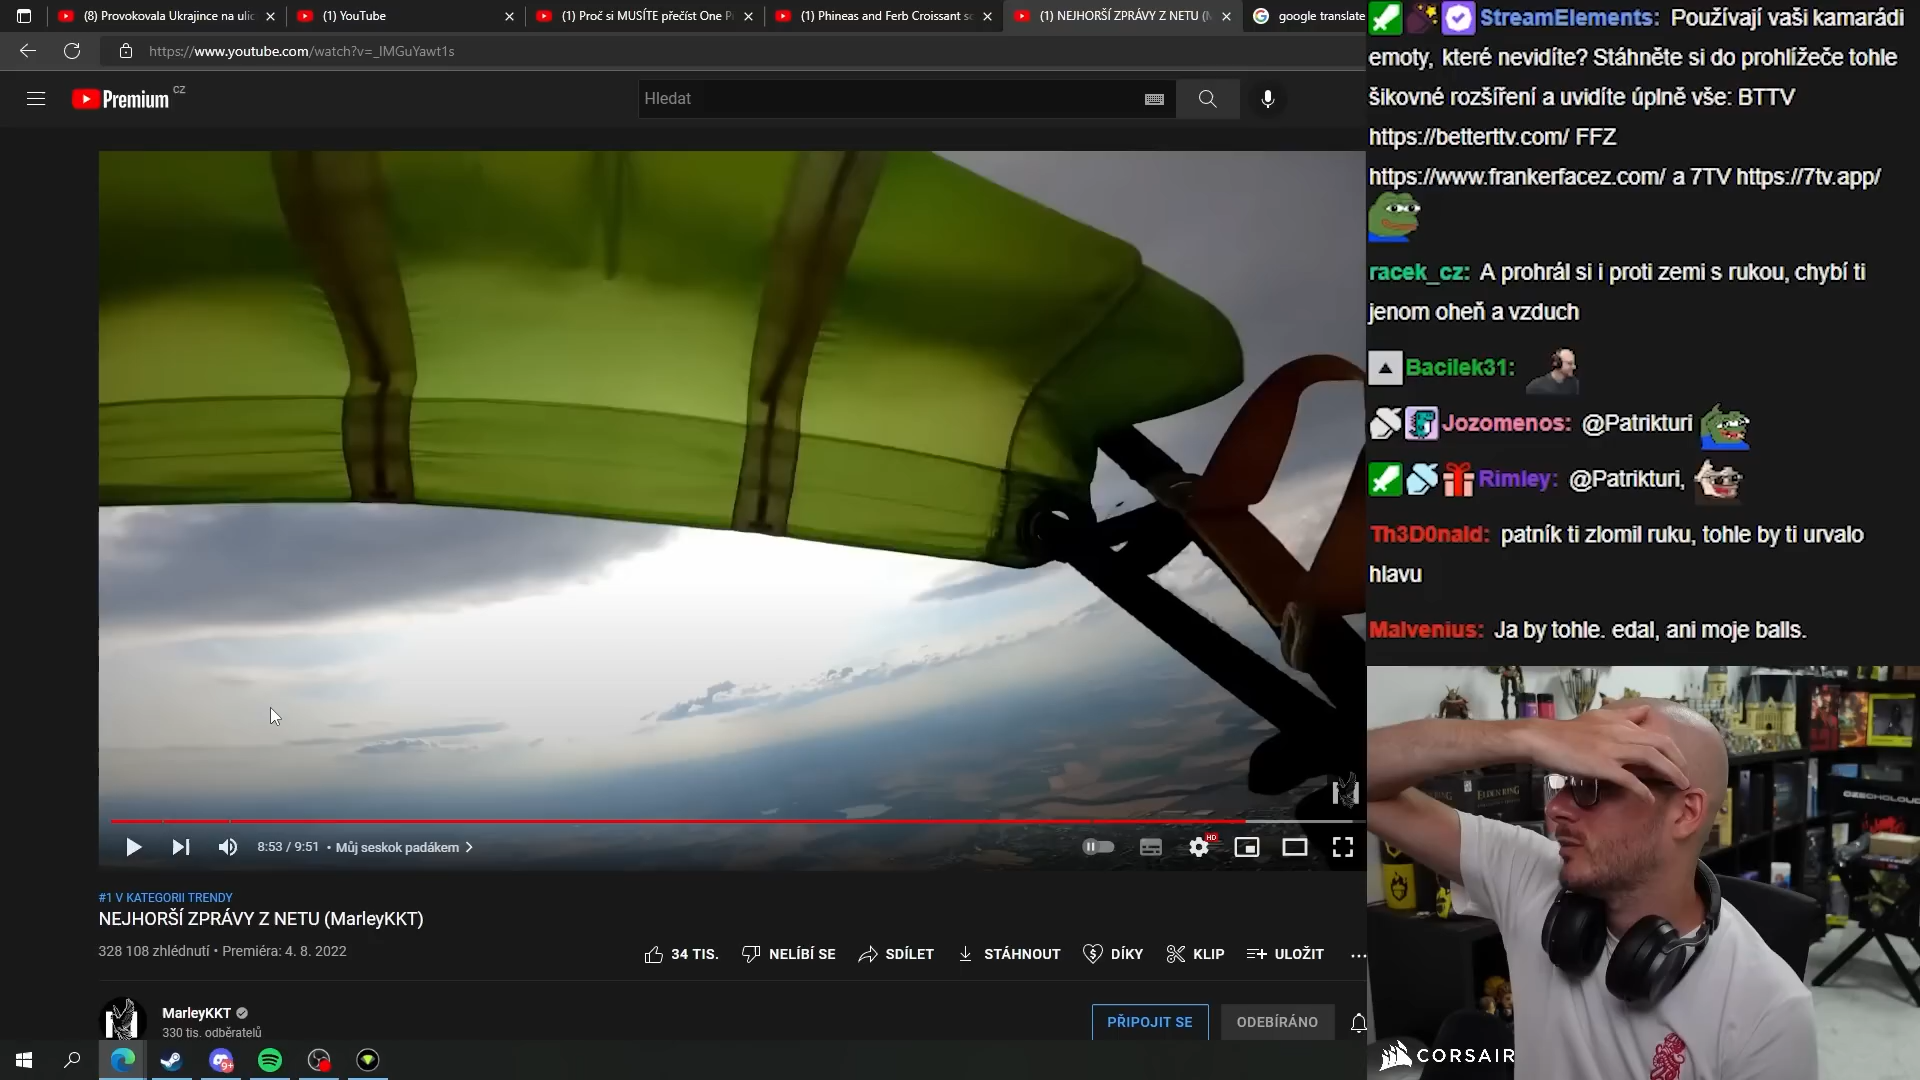 (8) Provokovala Ukrajince na ulic
(1) YouTube
(1) Proč si MUSÍTE přečíst One P
(1) Phineas and Ferb Croissant sc
(1) NEJHORŠÍ ZPRÁVY Z NETU (M
google translate
https://www.youtube.com/watch?v=_IMGuYawt1s
Premium CZ
Hledat
8:53 / 9:51 • Můj seskok padákem
HD
#1 V KATEGORII TRENDY
NEJHORŠÍ ZPRÁVY Z NETU (MarleyKKT)
328 108 zhlédnutí • Premiéra: 4. 8. 2022
34 TIS.
NELÍBÍ SE
SDÍLET
STÁHNOUT
DÍKY
KLIP
ULOŽIT
MarleyKKT
330 tis. odběratelů
PŘIPOJIT SE
ODEBÍRÁNO
9+
StreamElements: Používají vaši kamarádi
emoty, které nevidíte? Stáhněte si do prohlížeče tohle
šikovné rozšíření a uvidíte úplně vše: BTTV
https://betterttv.com/ FFZ
https://www.frankerfacez.com/ a 7TV https://7tv.app/
racek_cz: A prohrál si i proti zemi s rukou, chybí ti
jenom oheň a vzduch
Bacilek31:
Jozomenos: @Patrikturi
Rimley: @Patrikturi,
Th3D0nald: patník ti zlomil ruku, tohle by ti urvalo
hlavu
Malvenius: Ja by tohle. edal, ani moje balls.
ELDEN RING
CZECHCLOUD
CORSAIR